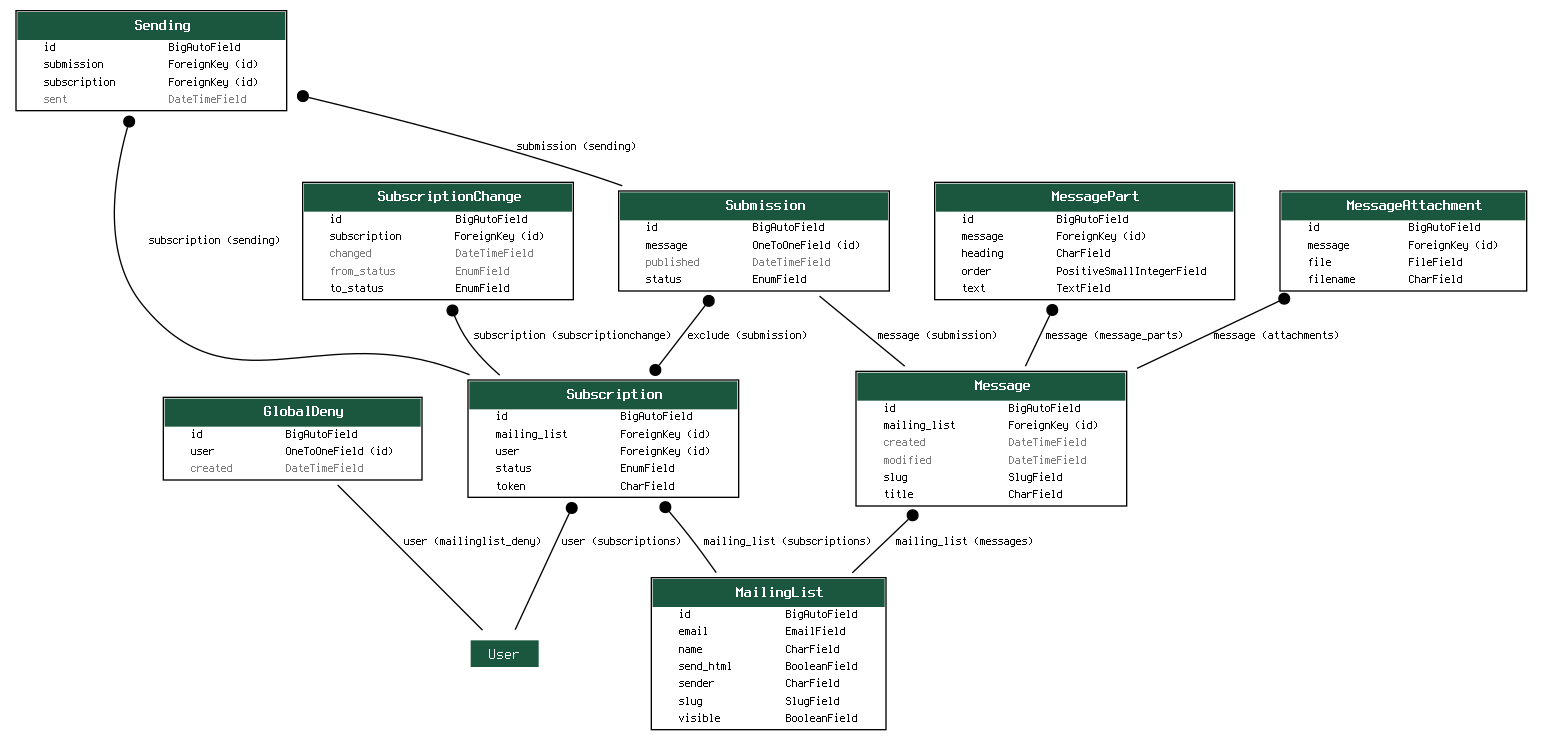 Sending
id BigAutoField
submission ForeignKey (id)
subscription ForeignKey (id)
sent DateTimeField
submission (sending)
subscription (sending)
SubscriptionChange
id BigAutoField
subscription ForeignKey (id)
changed DateTimeField
from_status EnumField
to_status EnumField
Submission
id BigAutoField
message OneToOneField (id)
published DateTimeField
status EnumField
MessagePart
id BigAutoField
message ForeignKey (id)
heading CharField
order PositiveSmallIntegerField
text TextField
MessageAttachment
id BigAutoField
message ForeignKey (id)
file FileField
filename CharField
subscription (subscriptionchange)
exclude (submission)
message (submission)
message (message_parts)
message (attachments)
GlobalDeny
id BigAutoField
user OneToOneField (id)
created DateTimeField
Subscription
id BigAutoField
mailing_list ForeignKey (id)
user ForeignKey (id)
status EnumField
token CharField
Message
id BigAutoField
mailing_list ForeignKey (id)
created DateTimeField
modified DateTimeField
slug SlugField
title CharField
user (mailinglist_deny)
user (subscriptions)
mailing_list (subscriptions)
mailing_list (messages)
User
MailingList
id BigAutoField
email EmailField
name CharField
send_html BooleanField
sender CharField
slug SlugField
visible BooleanField